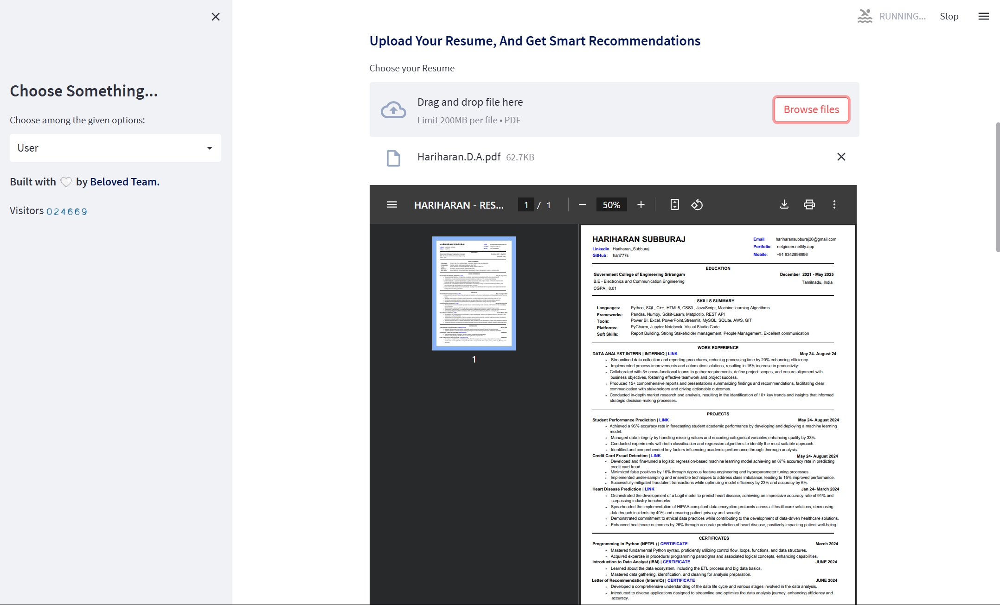 RUNNING...
Stop
Choose Something...
Choose among the given options:
User
Built with 🤍 by Beloved Team.
Visitors 024669
Upload Your Resume, And Get Smart Recommendations
Choose your Resume
Drag and drop file here
Limit 200MB per file • PDF
Browse files
Hariharan.D.A.pdf 62.7KB
HARIHARAN - RES... 1 / 1 50%
1
HARIHARAN SUBBURAJ
Linkedin : Hariharan_Subburaj
GitHub : hari777s
Email: hariharansubburaj20@gmail.com
Portfolio: netgineer.netlify.app
Mobile: +91 9342898996
EDUCATION
Government College of Engineering Srirangam December 2021 - May 2025
B.E - Electronics and Communication Engineering Tamilnadu, India
CGPA : 8.01
SKILLS SUMMARY
Languages: Python, SQL, C++, HTML5, CSS3 , JavaScript, Machine learning Algorithms
Frameworks: Pandas, Numpy, Scikit-Learn, Matplotlib, REST API
Tools: Power BI, Excel, PowerPoint,Streamlit, MySQL, SQLite, AWS, GIT
Platforms: PyCharm, Jupyter Notebook, Visual Studio Code
Soft Skills: Report Building, Strong Stakeholder management, People Management, Excellent communication
WORK EXPERIENCE
DATA ANALYST INTERN | INTERNIQ | LINK May 24- August 24
• Streamlined data collection and reporting procedures, reducing processing time by 20% enhancing efficiency.
• Implemented process improvements and automation solutions, resulting in 15% increase in productivity.
• Collaborated with 3+ cross-functional teams to gather requirements, define project scopes, and ensure alignment with
business objectives, fostering effective teamwork and project success.
• Produced 15+ comprehensive reports and presentations summarizing findings and recommendations, facilitating clear
communication with stakeholders and driving actionable outcomes.
• Conducted in-depth market research and analysis, resulting in the identification of 10+ key trends and insights that informed
strategic decision-making processes.
PROJECTS
Student Performance Prediction | LINK May 24- August 2024
• Achieved a 96% accuracy rate in forecasting student academic performance by developing and deploying a machine learning
model.
• Managed data integrity by handling missing values and encoding categorical variables,enhancing quality by 33%.
• Conducted experiments with both classification and regression algorithms to identify the most suitable approach.
• Identified and comprehended key factors influencing academic performance through thorough analysis.
Credit Card Fraud Detection | LINK May 24- August 2024
• Developed and fine-tuned a logistic regression-based machine learning model achieving an 87% accuracy rate in predicting
credit card fraud.
• Minimized false positives by 16% through rigorous feature engineering and hyperparameter tuning processes.
• Implemented under-sampling and ensemble techniques to address class imbalance, leading to 15% improved performance.
• Successfully mitigated fraudulent transactions while optimizing model efficiency by 23% and accuracy by 6%.
Heart Disease Prediction | LINK Jan 24- March 2024
• Orchestrated the development of a Logit model to predict heart disease, achieving an impressive accuracy rate of 91% and
surpassing industry benchmarks.
• Spearheaded the implementation of HIPAA-compliant data encryption protocols across all healthcare solutions, decreasing
data breach incidents by 40% and ensuring patient privacy and security.
• Demonstrated commitment to ethical data practices while contributing to the development of data-driven healthcare solutions.
• Enhanced healthcare outcomes by 26% through accurate prediction of heart disease, positively impacting patient well-being.
CERTIFICATES
Programming in Python (NPTEL) | CERTIFICATE March 2024
• Mastered fundamental Python syntax, proficiently utilizing control flow, loops, functions, and data structures.
• Acquired expertise in procedural programming paradigms and associated logical concepts, enhancing capabilities.
Introduction to Data Analyst (IBM) | CERTIFICATE JUNE 2024
• Learned about the data ecosystem, including the ETL process and big data basics.
• Mastered data gathering, identification, and cleaning for analysis preparation.
Letter of Recommendation (InternIQ) | CERTIFICATE JUNE 2024
• Developed a comprehensive understanding of the data life cycle and various stages involved in the data analysis.
• Introduced to diverse applications designed to streamline and optimize the data analysis journey, enhancing efficiency and
accuracy.